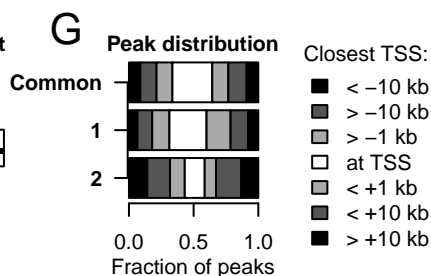 t
G
Peak distribution
Common
1
2
0.0 0.5 1.0
Fraction of peaks
Closest TSS:
< −10 kb
> −10 kb
> −1 kb
at TSS
< +1 kb
< +10 kb
> +10 kb